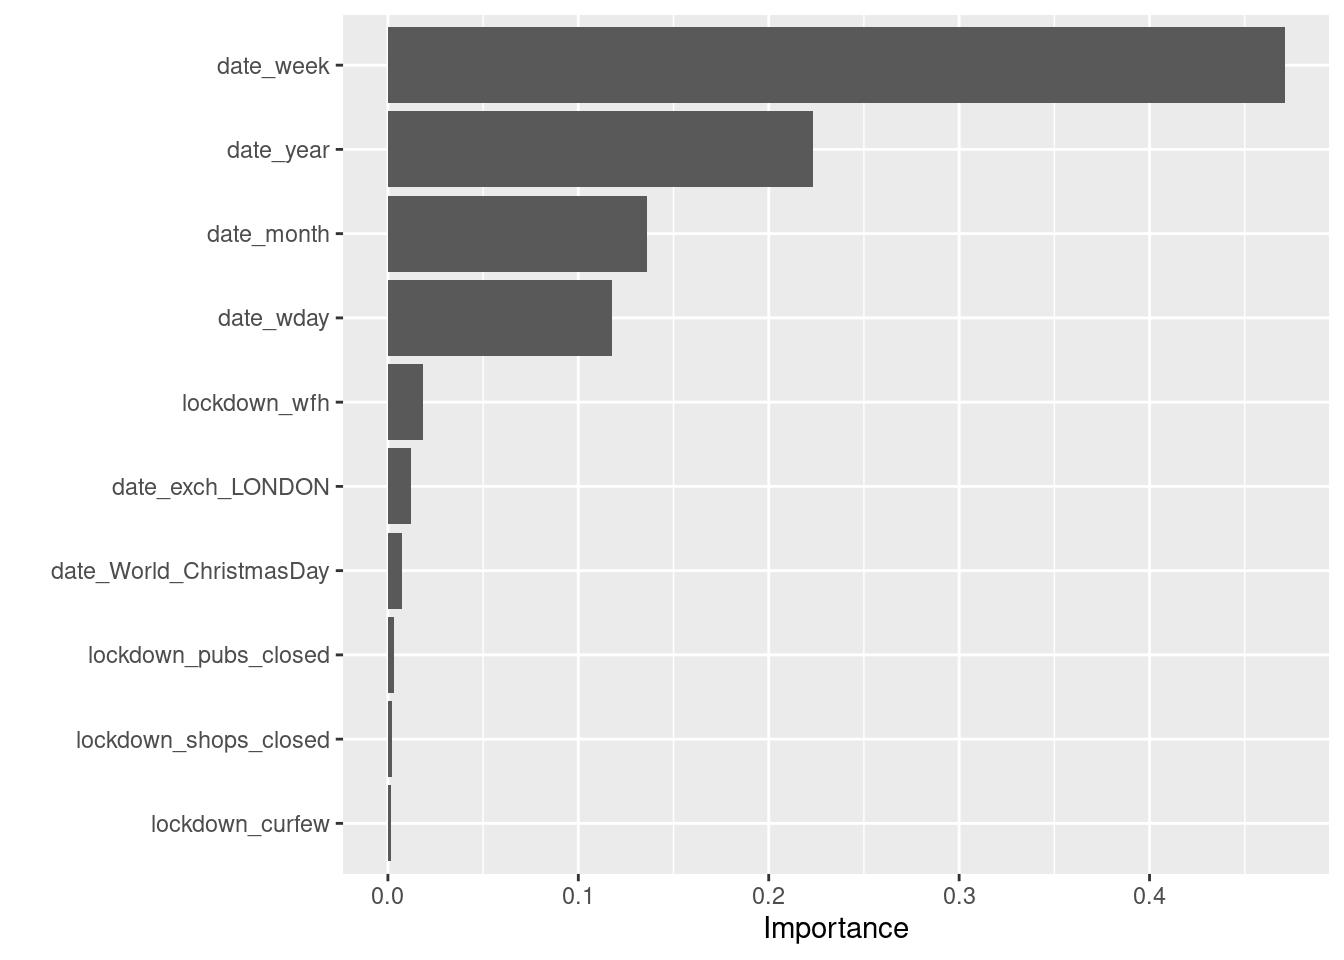 date_week
date_year
date_month
date_wday
lockdown_wfh
date_exch_LONDON
date_World_ChristmasDay
lockdown_pubs_closed
lockdown_shops_closed
lockdown_curfew
0.0 0.1 0.2 0.3 0.4
Importance